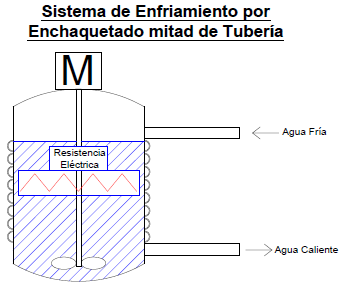 Sistema de Enfriamiento por
Enchaquetado mitad de Tubería
M
Agua Fría
Resistencia
Eléctrica
Agua Caliente